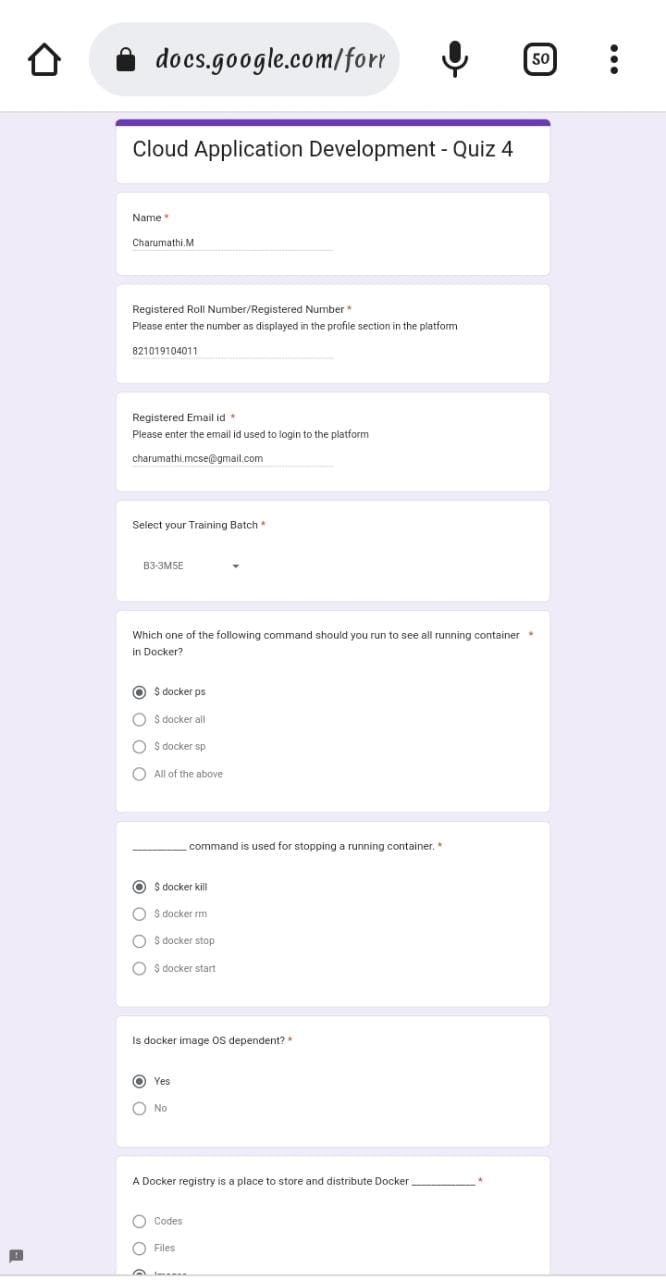 docs.google.com/forr
50
Cloud Application Development - Quiz 4
Name *
Charumathi.M
Registered Roll Number/Registered Number *
Please enter the number as displayed in the profile section in the platform
821019104011
Registered Email id *
Please enter the email id used to login to the platform
charumathi.mcse@gmail.com
Select your Training Batch *
B3-3M5E
Which one of the following command should you run to see all running container *
in Docker?
$ docker ps
$ docker all
$ docker sp
All of the above
__________ command is used for stopping a running container. *
$ docker kill
$ docker rm
$ docker stop
$ docker start
Is docker image OS dependent? *
Yes
No
A Docker registry is a place to store and distribute Docker ____________ *
Codes
Files
Images